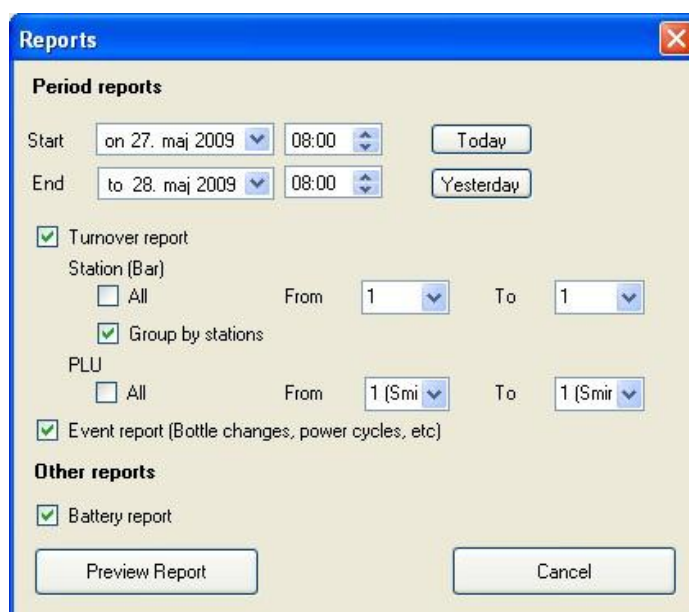 Reports
Period reports
Start on 27. maj 2009 08:00 Today
End to 28. maj 2009 08:00 Yesterday
Turnover report
Station (Bar)
All From 1 To 1
Group by stations
PLU
All From 1 (Smi To 1 (Smir
Event report (Bottle changes, power cycles, etc)
Other reports
Battery report
Preview Report Cancel